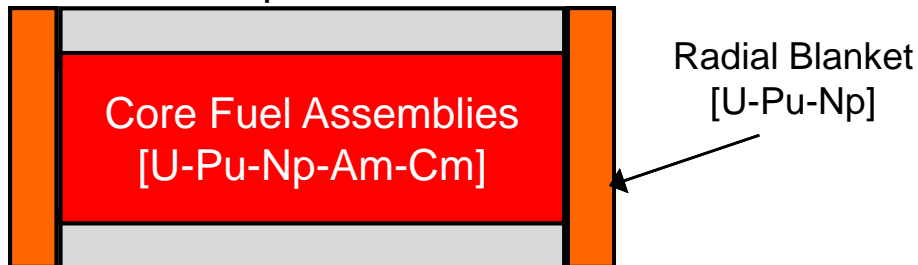 Core Fuel Assemblies
[U-Pu-Np-Am-Cm]
Radial Blanket
[U-Pu-Np]